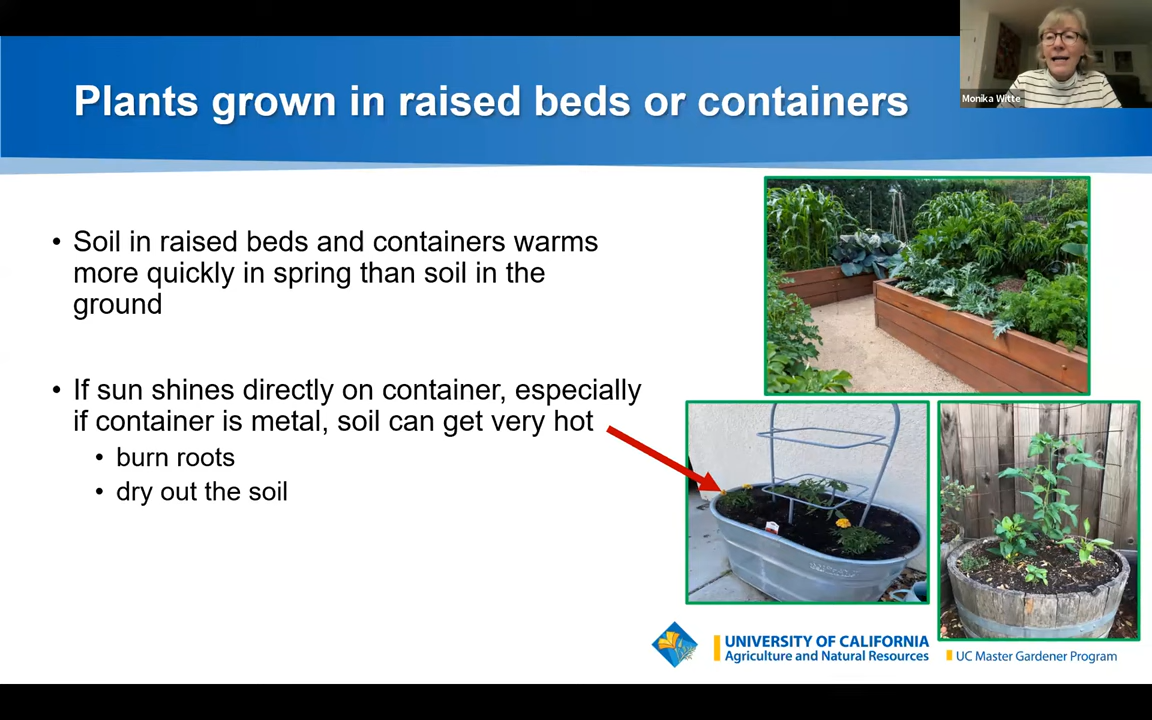 Plants grown in raised beds or containers
Monika Witte
• Soil in raised beds and containers warms
more quickly in spring than soil in the
ground
• If sun shines directly on container, especially
if container is metal, soil can get very hot
• burn roots
• dry out the soil
UNIVERSITY OF CALIFORNIA
Agriculture and Natural Resources
UC Master Gardener Program